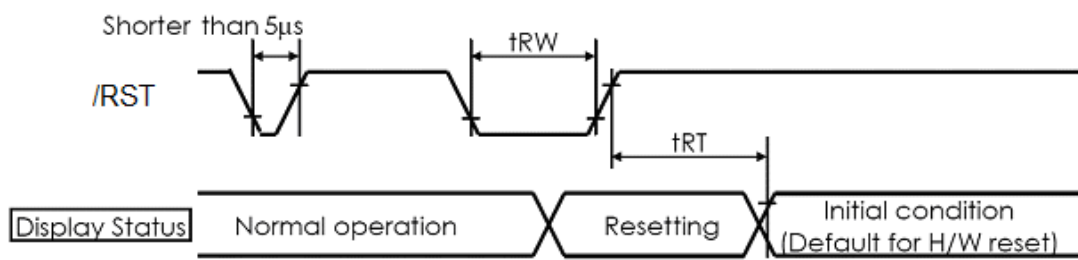 Shorter than 5µs
tRW
/RST
tRT
Display Status
Normal operation
Resetting
Initial condition
(Default for H/W reset)